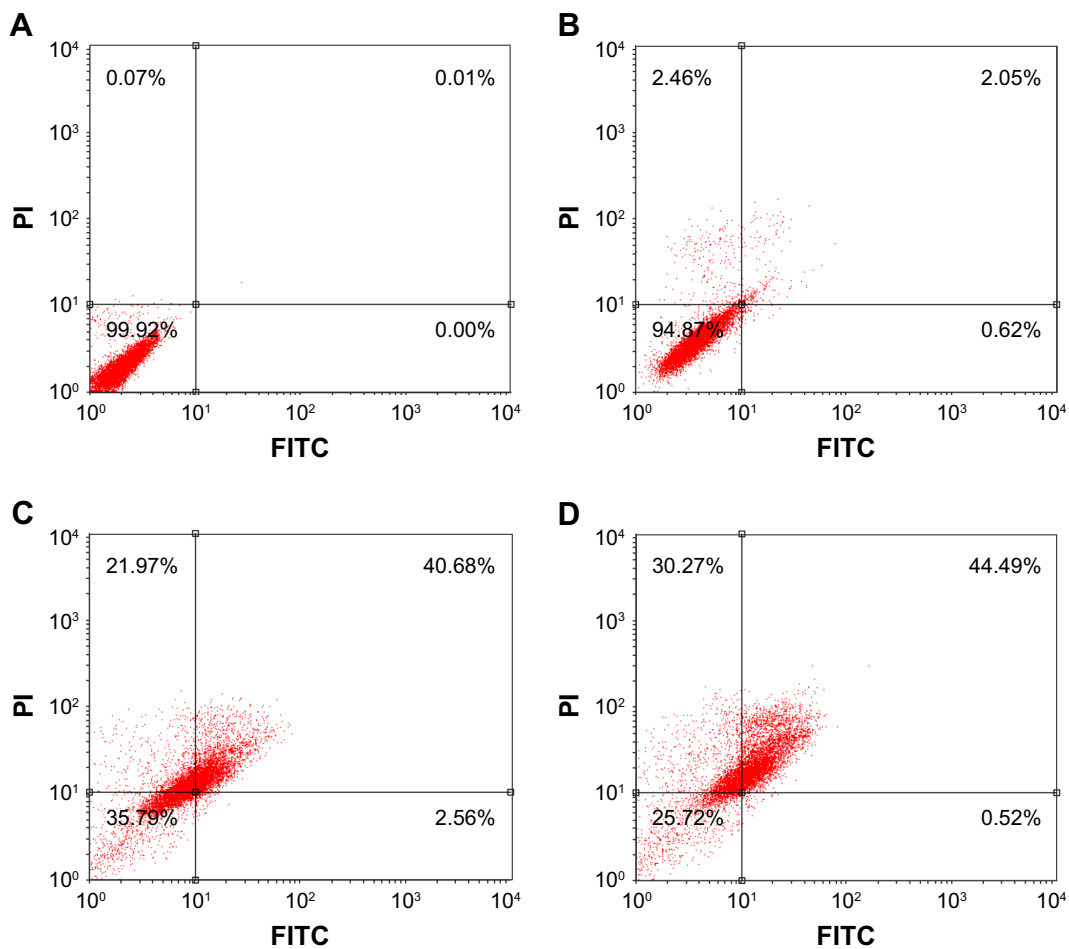 A
B
10⁴
0.07%
0.01%
10⁴
2.46%
2.05%
10³
10³
PI
10²
PI
10²
10¹
10¹
99.92%
0.00%
94.87%
0.62%
10⁰
10⁰
10⁰ 10¹ 10² 10³ 10⁴
10⁰ 10¹ 10² 10³ 10⁴
FITC
FITC
C
D
10⁴
21.97%
40.68%
10⁴
30.27%
44.49%
10³
10³
PI
10²
PI
10²
10¹
10¹
35.79%
2.56%
25.72%
0.52%
10⁰
10⁰
10⁰ 10¹ 10² 10³ 10⁴
10⁰ 10¹ 10² 10³ 10⁴
FITC
FITC